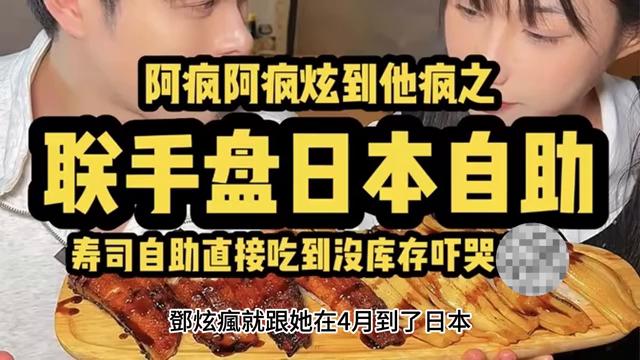 阿疯阿疯炫到他疯之
联手盘日本自助
寿司自助直接吃到没库存吓哭
鄧炫瘋就跟她在4月到了日本